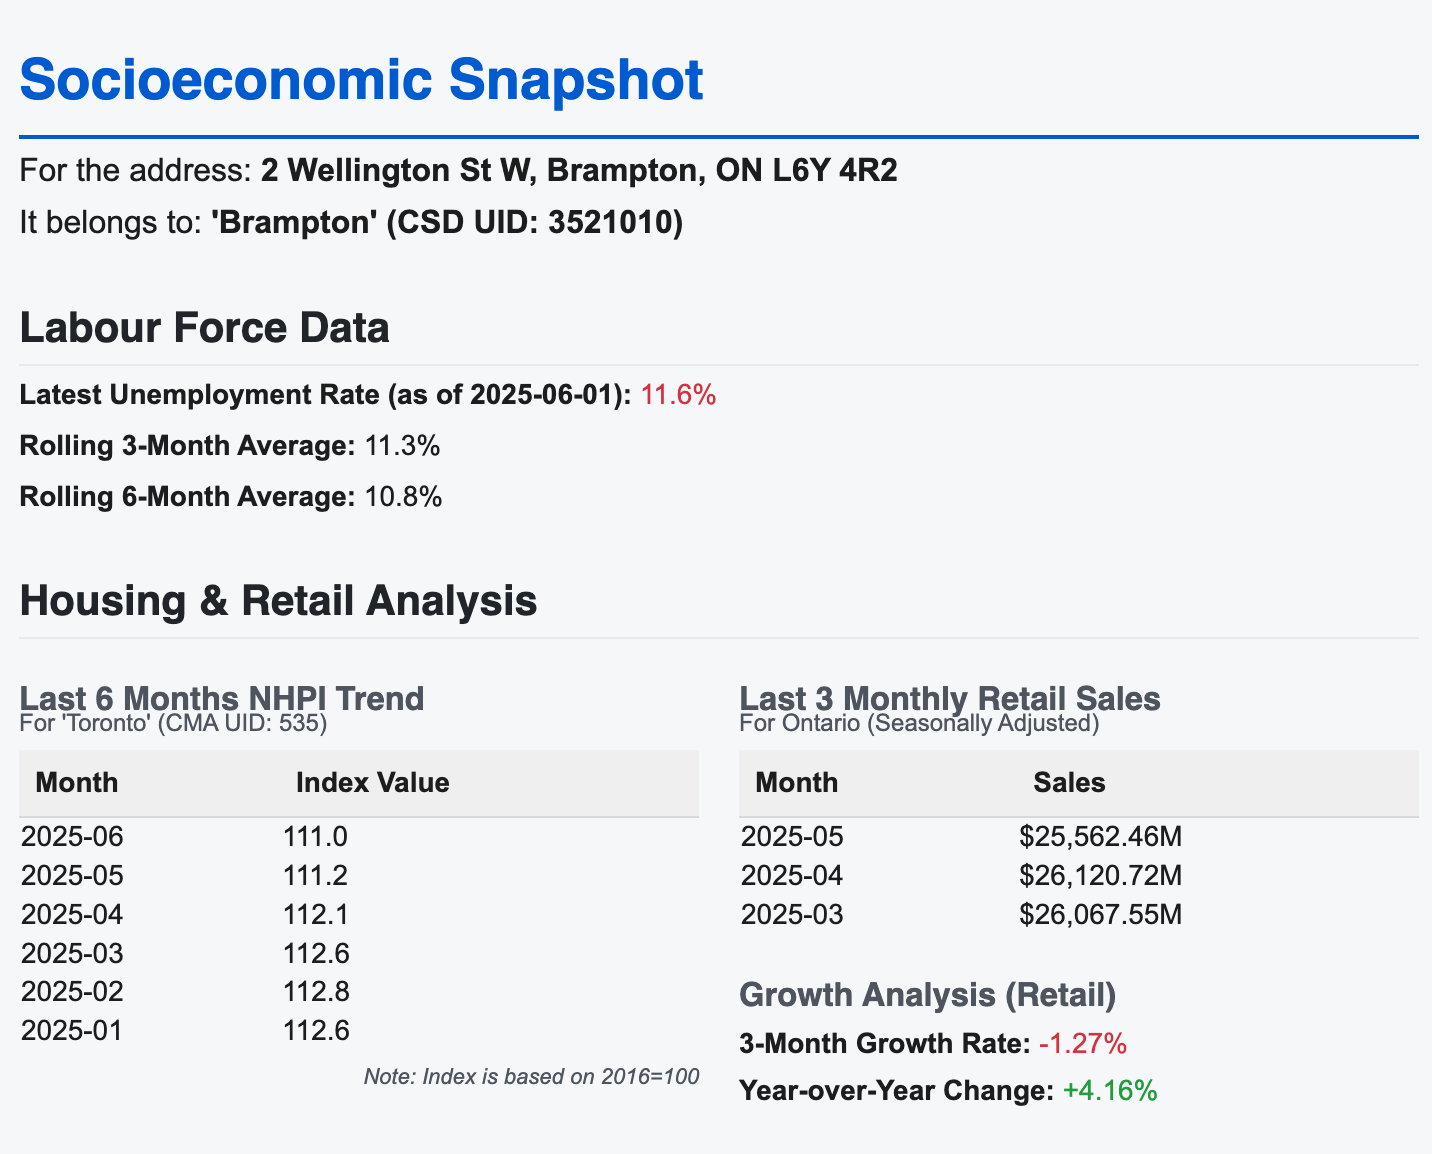 Socioeconomic Snapshot
For the address: 2 Wellington St W, Brampton, ON L6Y 4R2
It belongs to: 'Brampton' (CSD UID: 3521010)
Labour Force Data
Latest Unemployment Rate (as of 2025-06-01): 11.6%
Rolling 3-Month Average: 11.3%
Rolling 6-Month Average: 10.8%
Housing & Retail Analysis
Last 6 Months NHPI Trend
For 'Toronto' (CMA UID: 535)
Month Index Value
2025-06 111.0
2025-05 111.2
2025-04 112.1
2025-03 112.6
2025-02 112.8
2025-01 112.6
Note: Index is based on 2016=100
Last 3 Monthly Retail Sales
For Ontario (Seasonally Adjusted)
Month Sales
2025-05 $25,562.46M
2025-04 $26,120.72M
2025-03 $26,067.55M
Growth Analysis (Retail)
3-Month Growth Rate: -1.27%
Year-over-Year Change: +4.16%